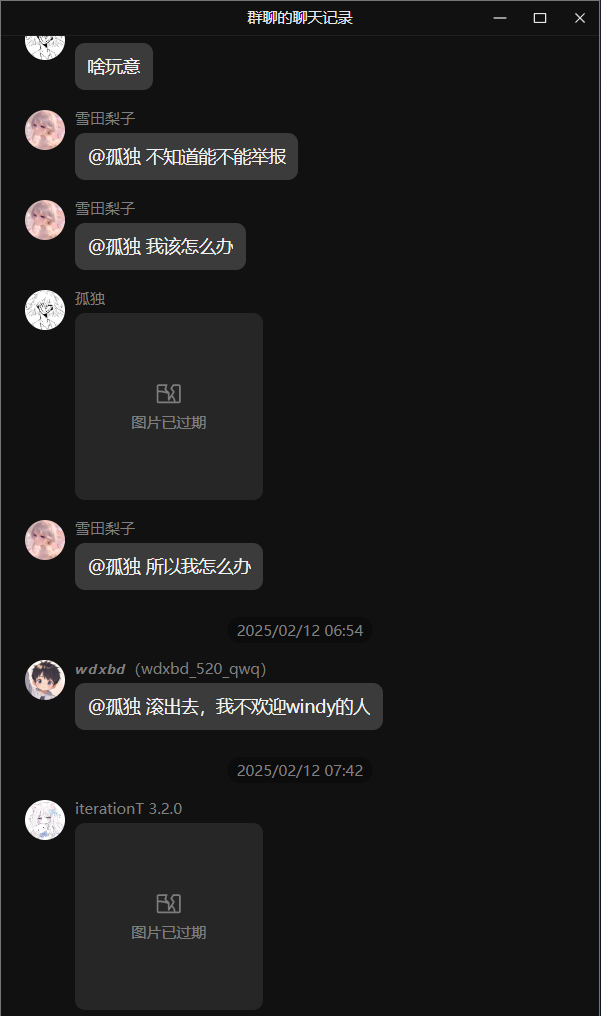 群聊的聊天记录
啥玩意
雪田梨子
@孤独 不知道能不能举报
雪田梨子
@孤独 我该怎么办
孤独
图片已过期
雪田梨子
@孤独 所以我怎么办
2025/02/12 06:54
wdxbd（wdxbd_520_qwq）
@孤独 滚出去，我不欢迎windy的人
2025/02/12 07:42
iterationT 3.2.0
图片已过期